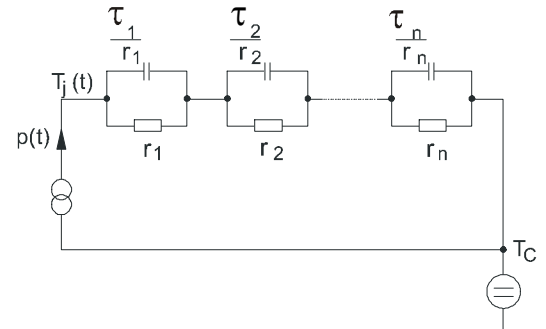 τ1/r1 τ2/r2 τn/rn
Tj(t)
p(t)
r1 r2 rn
TC